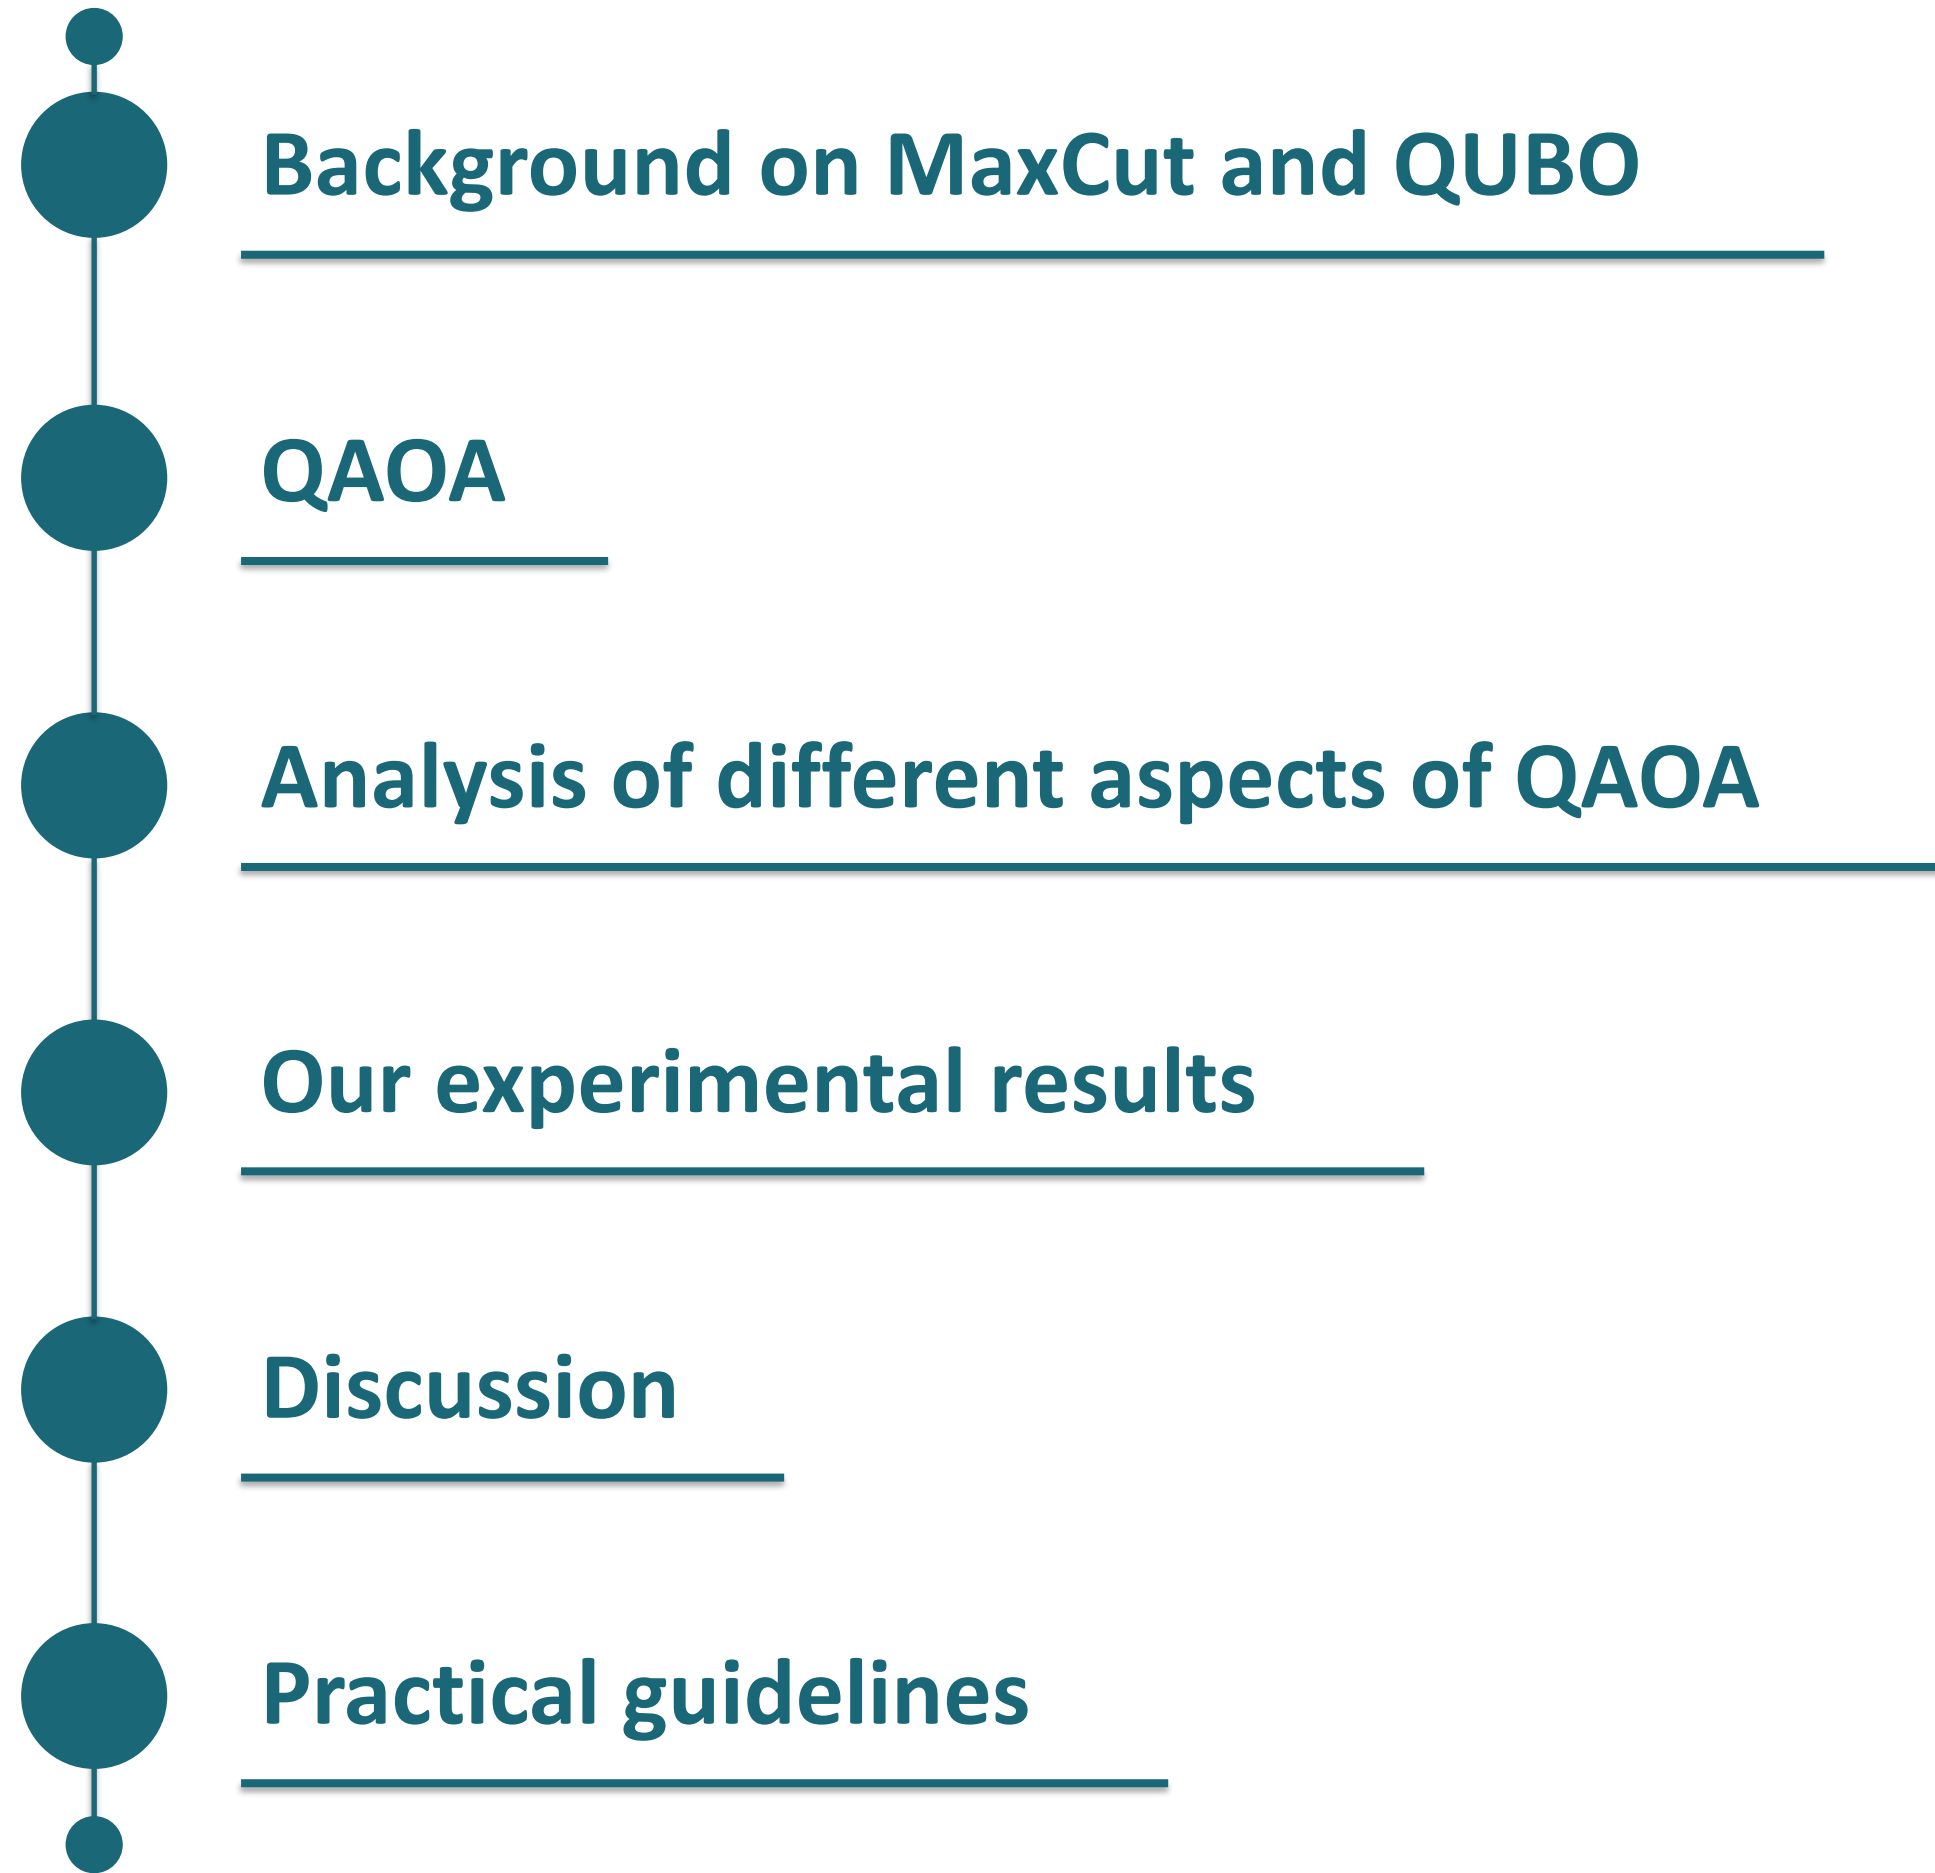 Background on MaxCut and QUBO
QAOA
Analysis of different aspects of QAOA
Our experimental results
Discussion
Practical guidelines